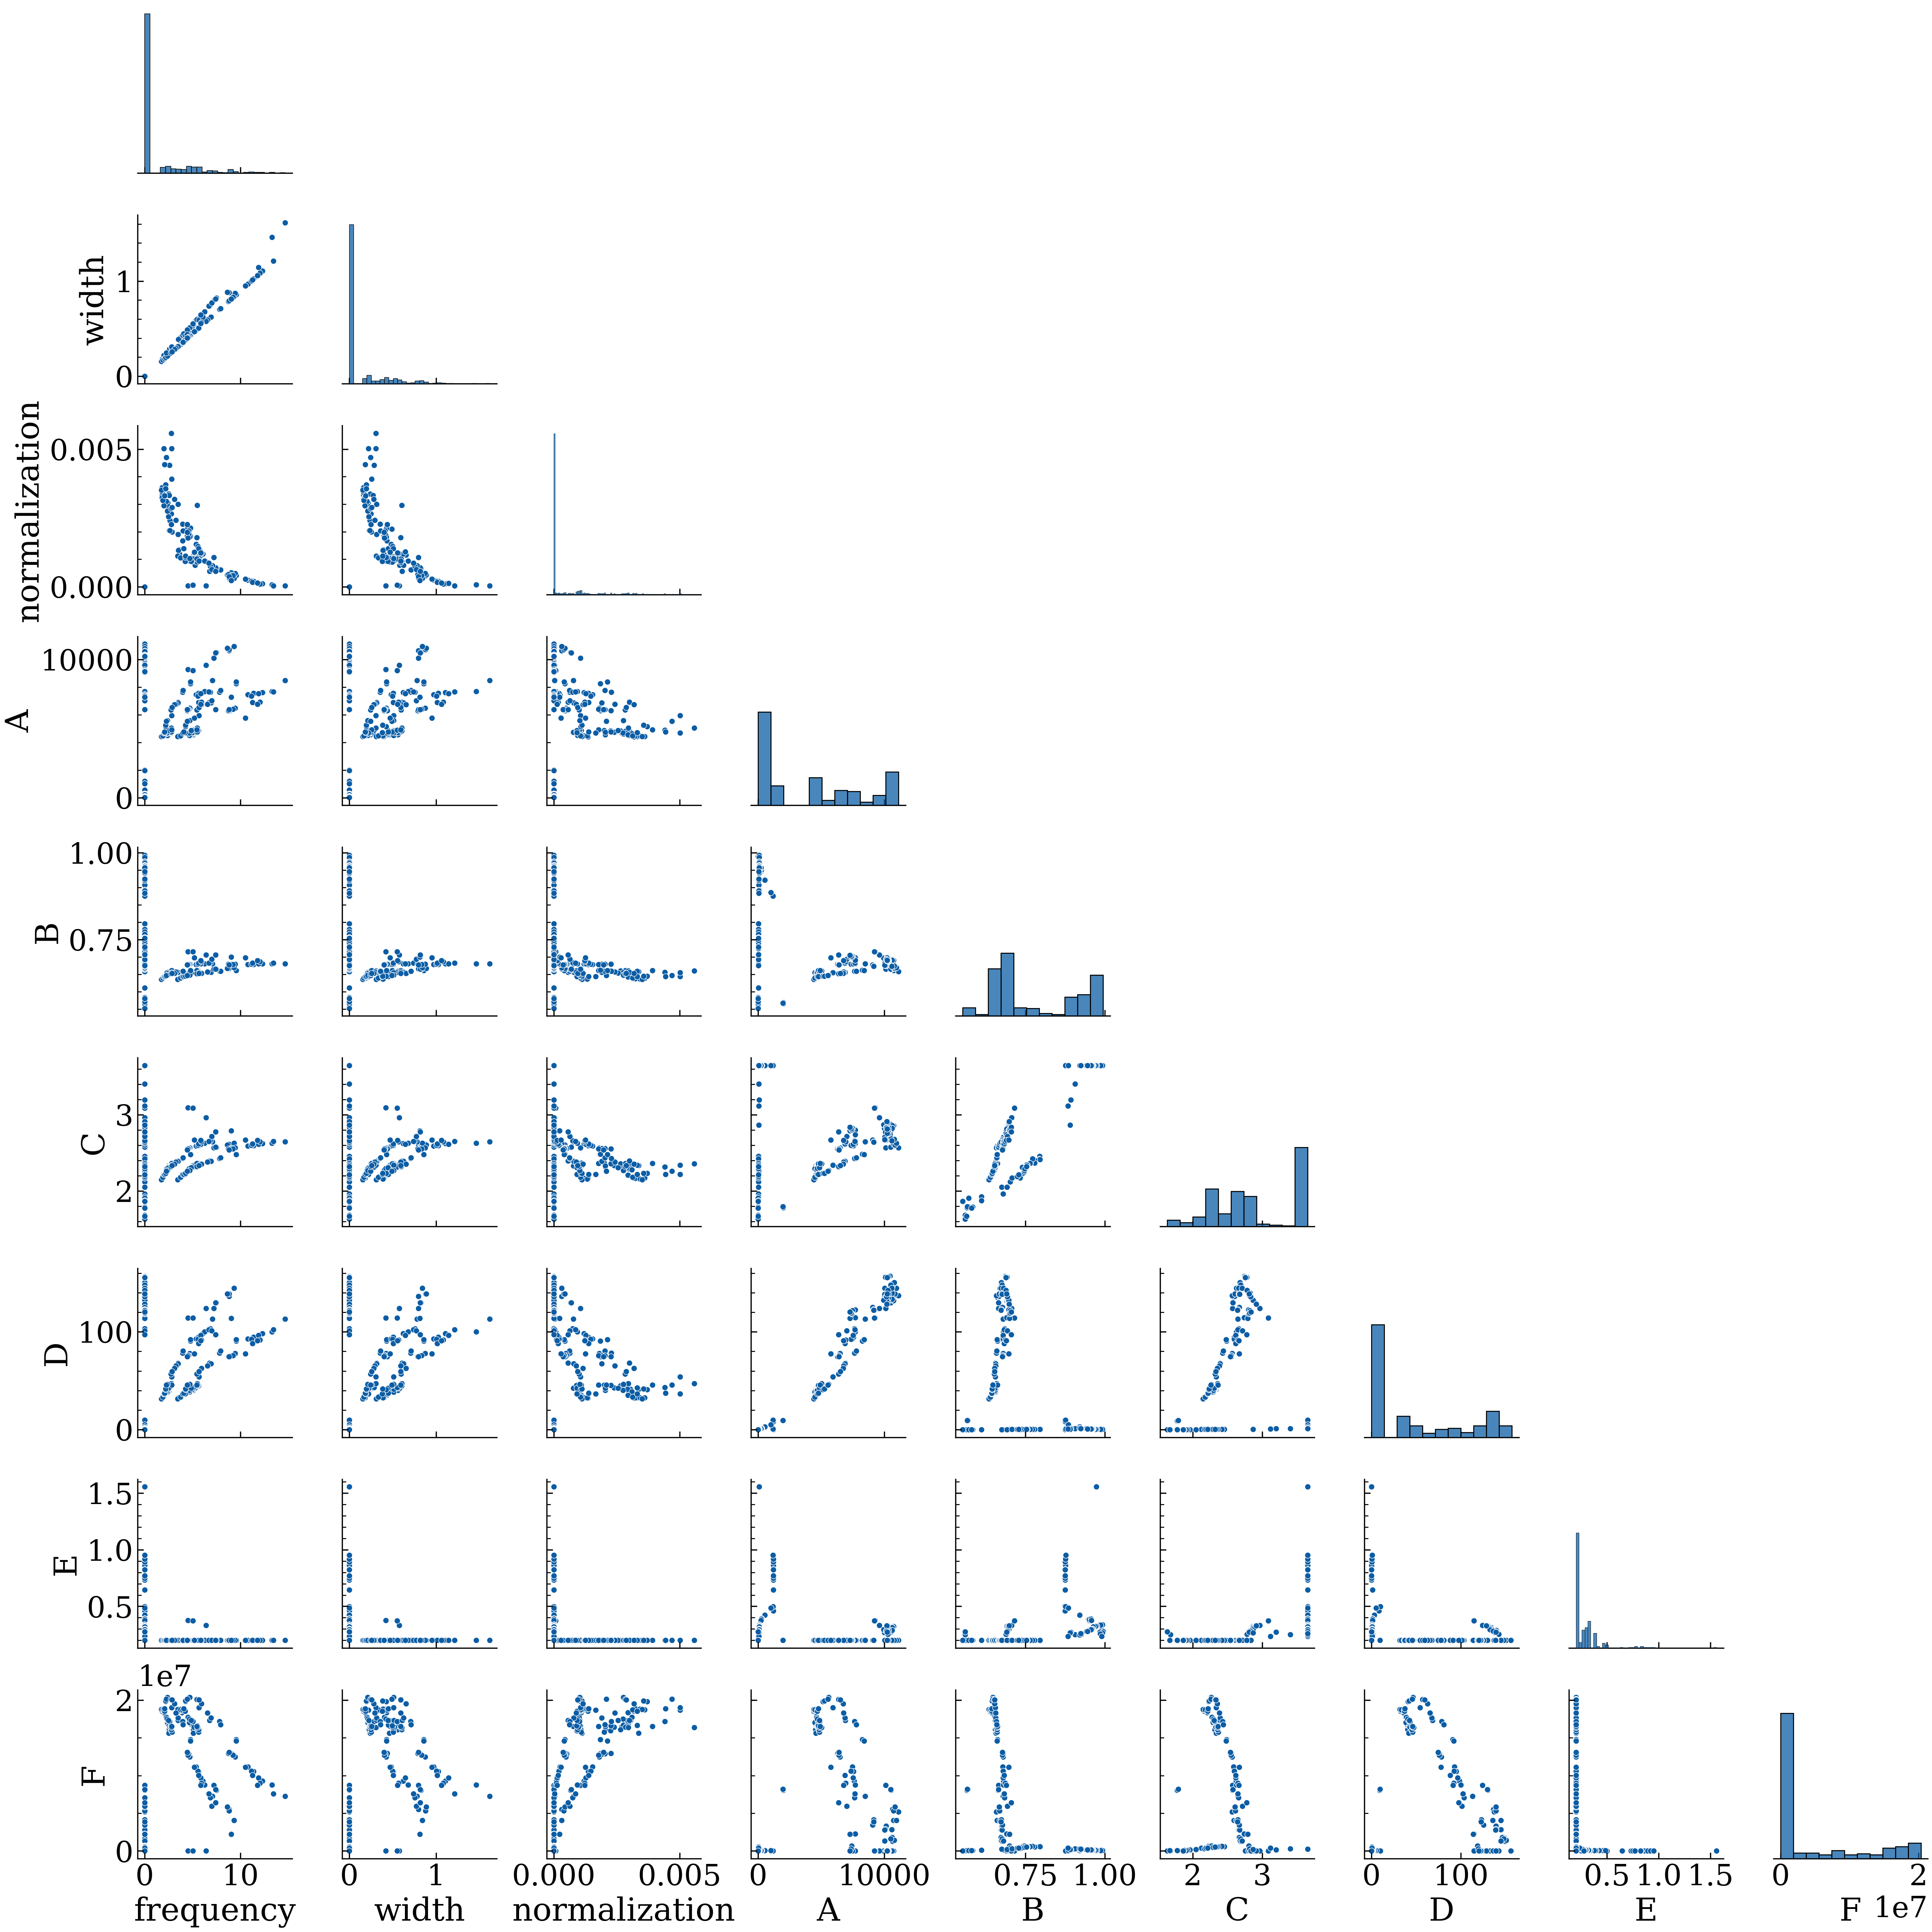 width
1
0
normalization
0.005
0.000
A
10000
0
B
1.00
0.75
C
3
2
D
100
0
E
1.5
1.0
0.5
F
1e7
2
0
0 10 0 1 0.000 0.005 0 10000 0.75 1.00 2 3 0 100 0.5 1.0 1.5 0 2
frequency width normalization A B C D E F 1e7